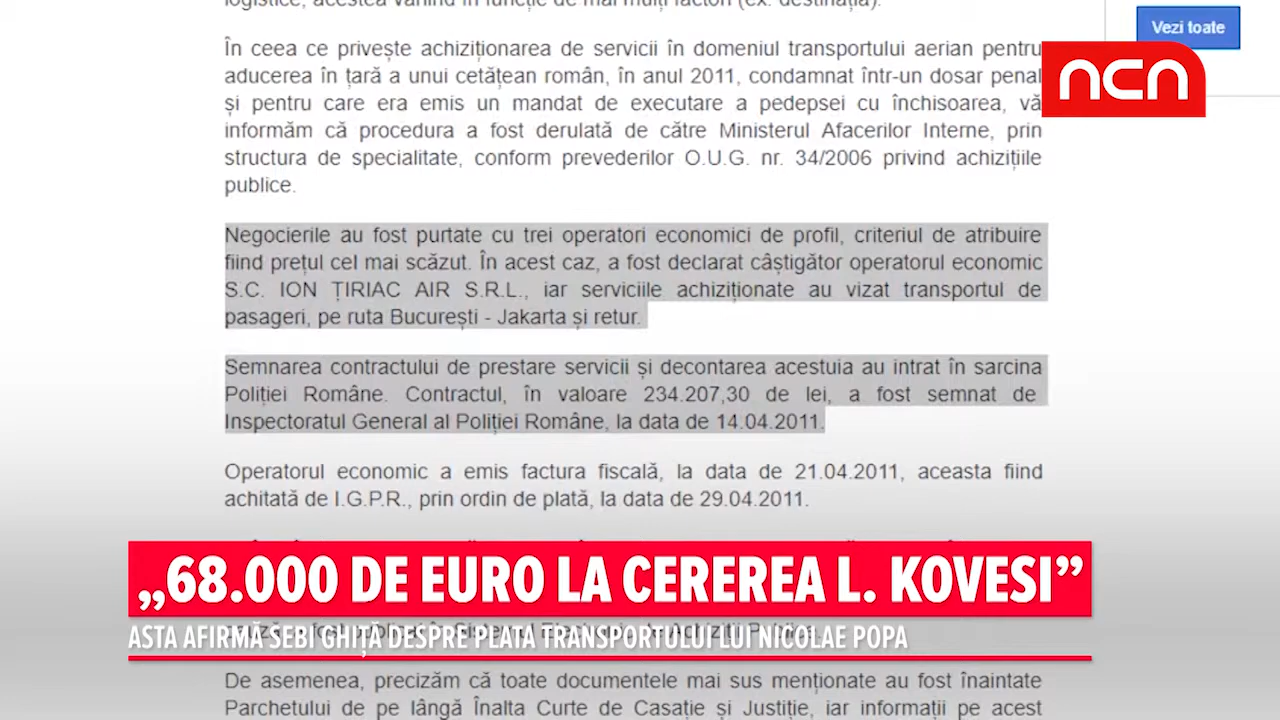 logistice, acestea variind în funcție de mai mulți factori (ex. destinația).
Vezi toate
ncn
În ceea ce privește achiziționarea de servicii în domeniul transportului aerian pentru
aducerea în țară a unui cetățean român, în anul 2011, condamnat într-un dosar penal
și pentru care era emis un mandat de executare a pedepsei cu închisoarea, vă
informăm că procedura a fost derulată de către Ministerul Afacerilor Interne, prin
structura de specialitate, conform prevederilor O.U.G. nr. 34/2006 privind achizițiile
publice.
Negocierile au fost purtate cu trei operatori economici de profil, criteriul de atribuire
fiind prețul cel mai scăzut. În acest caz, a fost declarat câștigător operatorul economic
S.C. ION ȚIRIAC AIR S.R.L., iar serviciile achiziționate au vizat transportul de
pasageri, pe ruta București - Jakarta și retur.
Semnarea contractului de prestare servicii și decontarea acestuia au intrat în sarcina
Poliției Române. Contractul, în valoare 234.207,30 de lei, a fost semnat de
Inspectoratul General al Poliției Române, la data de 14.04.2011.
Operatorul economic a emis factura fiscală, la data de 21.04.2011, aceasta fiind
achitată de I.G.P.R., prin ordin de plată, la data de 29.04.2011.
„68.000 DE EURO LA CEREREA L. KOVESI”
ASTA AFIRMĂ SEBI GHIȚĂ DESPRE PLATA TRANSPORTULUI LUI NICOLAE POPA
De asemenea, precizăm că toate documentele mai sus menționate au fost înaintate
Parchetului de pe lângă Înalta Curte de Casație și Justiție, iar informații pe acest